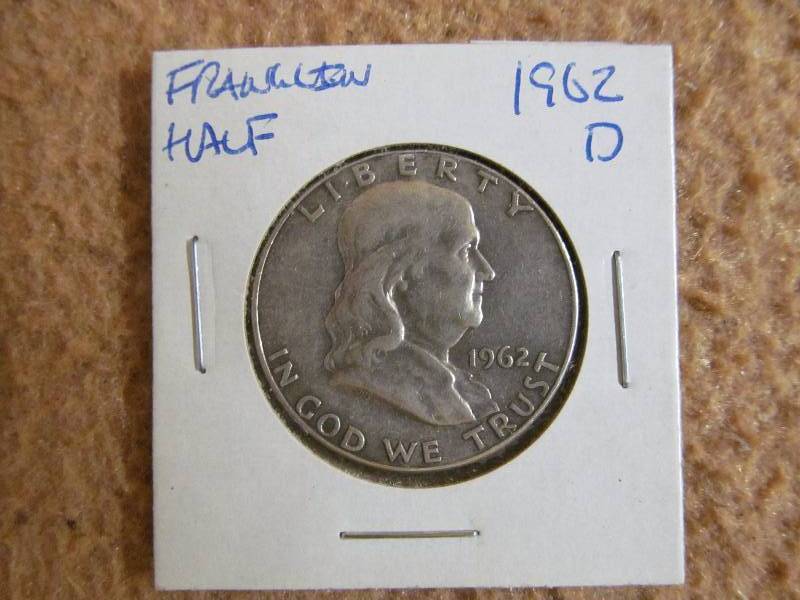 FRANKLIN 1962
HALF D
LIBERTY
1962
IN GOD WE TRUST